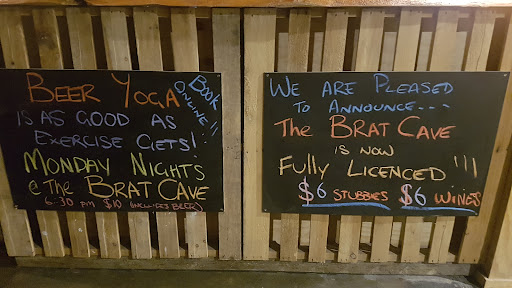 BEER YOGA
BOOK ONLINE!!
IS AS GOOD AS
EXERCISE GETS!
MONDAY NIGHTS
@ THE BRAT CAVE
6-30 PM $10 (INCLUDES BEER)
WE ARE PLEASED
TO ANNOUNCE...
THE BRAT CAVE
IS NOW
FULLY LICENCED!!!
$6 STUBBIES $6 WINES